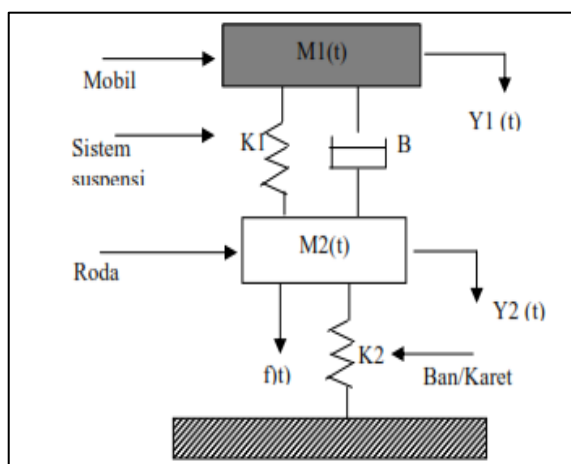 M1(t)
Mobil
Y1 (t)
K1
B
Sistem
suspensi
M2(t)
Roda
Y2 (t)
f)t)
K2
Ban/Karet